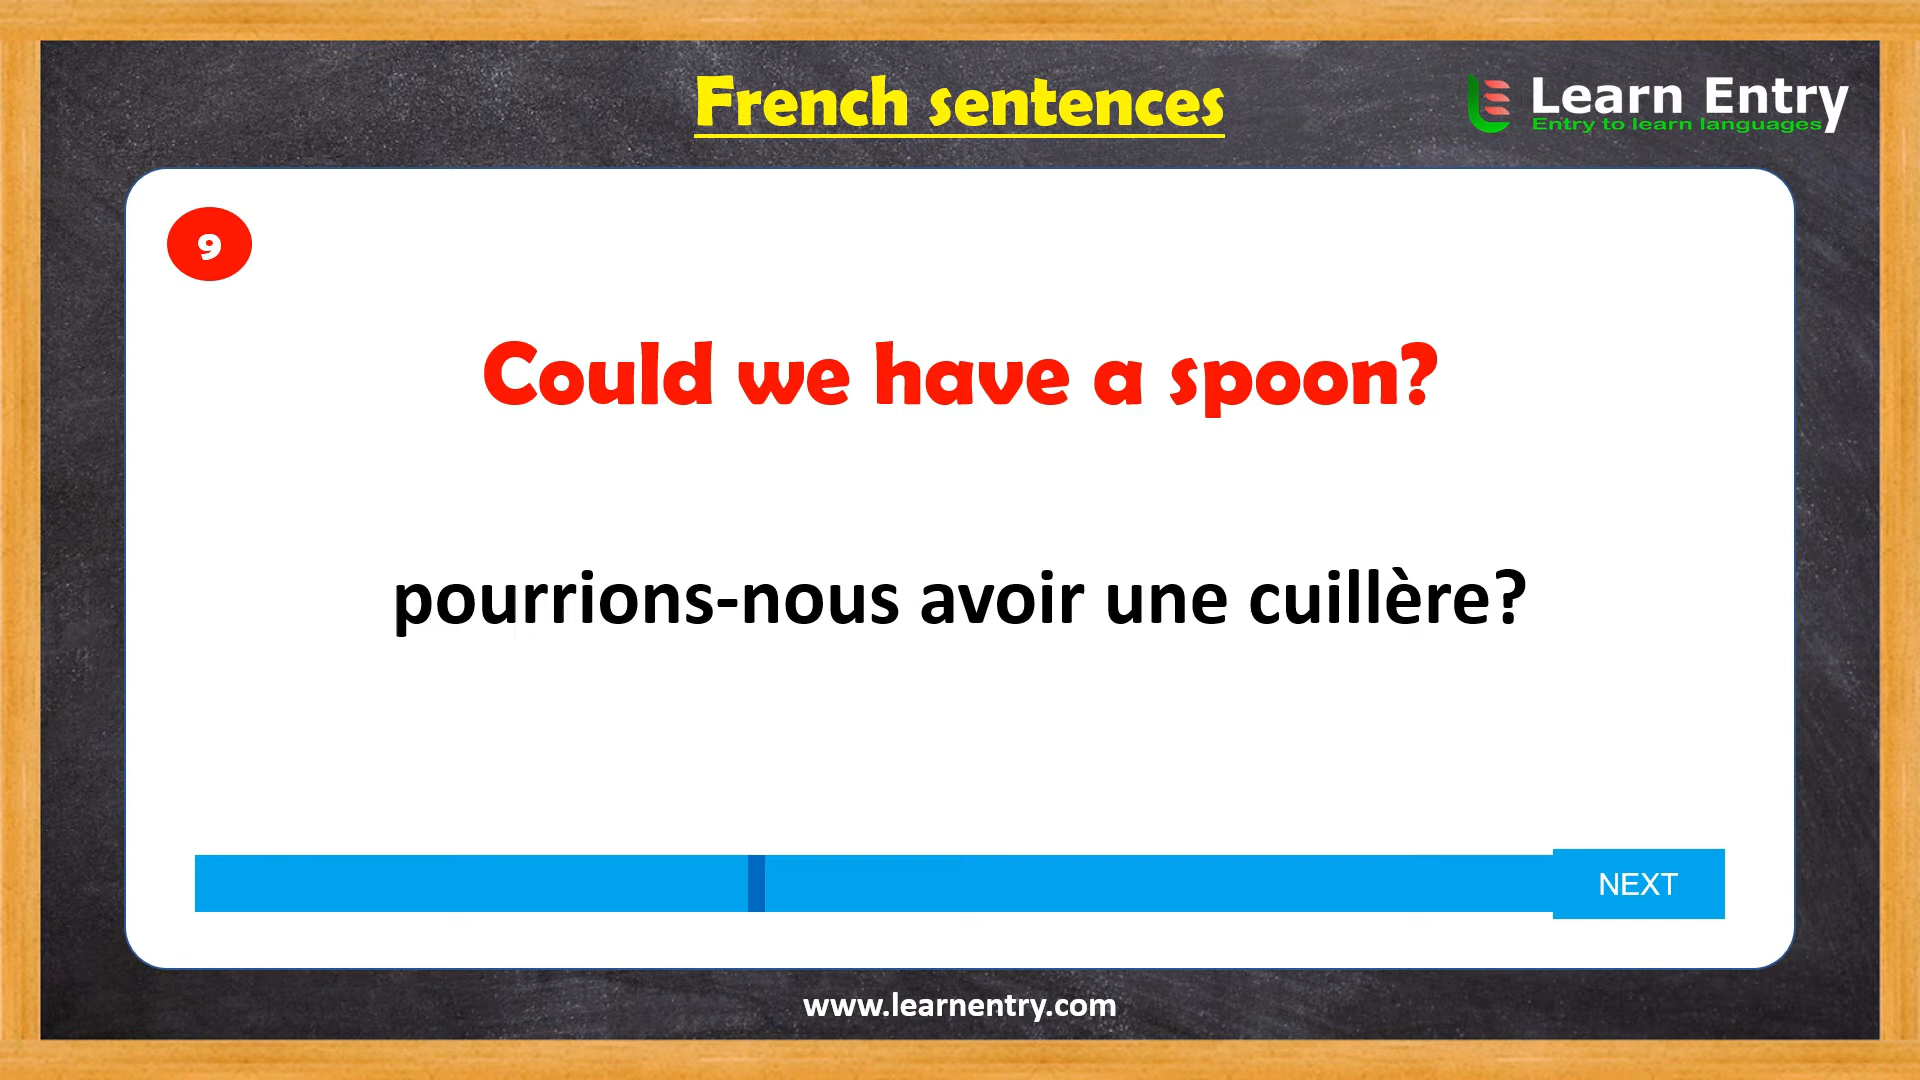 French sentences
Learn Entry
Entry to learn languages
9
Could we have a spoon?
pourrions-nous avoir une cuillère?
NEXT
www.learnentry.com